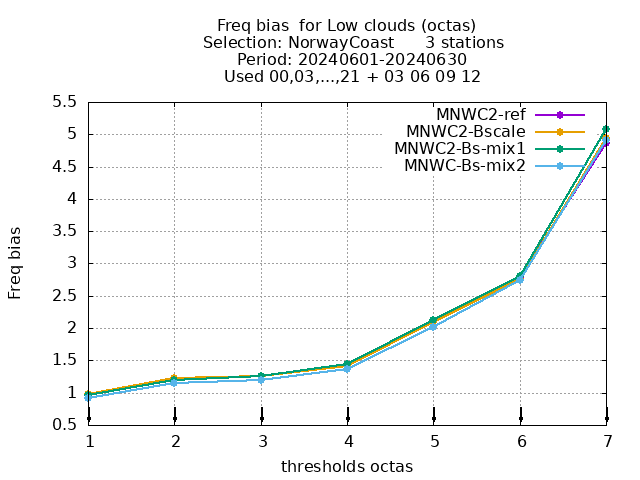 Freq bias  for Low clouds (octas)
Selection: NorwayCoast      3 stations
Period: 20240601-20240630
Used 00,03,...,21 + 03 06 09 12
5.5
5
4.5
4
3.5
3
2.5
2
1.5
1
0.5
Freq bias
MNWC2-ref
MNWC2-Bscale
MNWC2-Bs-mix1
MNWC-Bs-mix2
1 2 3 4 5 6 7
thresholds octas